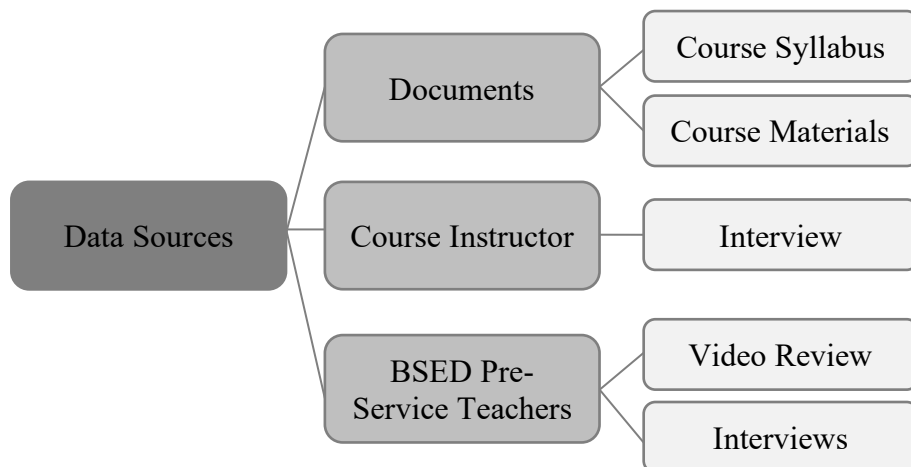 Data Sources
Documents
Course Syllabus
Course Materials
Course Instructor
Interview
BSED Pre-
Service Teachers
Video Review
Interviews